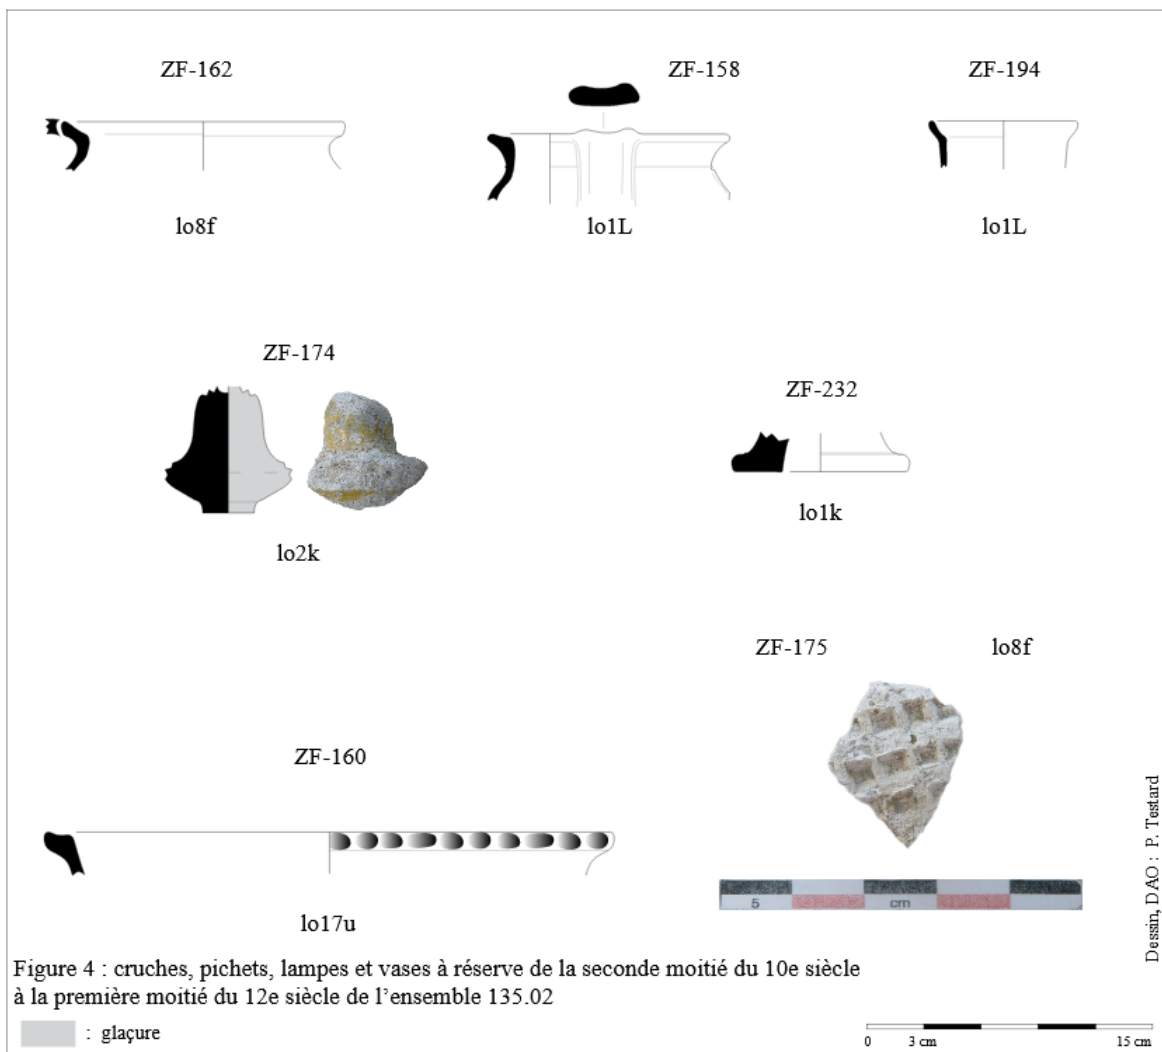 ZF-162
ZF-158
ZF-194
lo8f
lo1L
lo1L
ZF-174
ZF-232
lo2k
lo1k
ZF-175
lo8f
ZF-160
5 cm
lo17u
Dessin, DAO : P. Testard
Figure 4 : cruches, pichets, lampes et vases à réserve de la seconde moitié du 10e siècle
à la première moitié du 12e siècle de l’ensemble 135.02
: glaçure
0 3 cm 15 cm